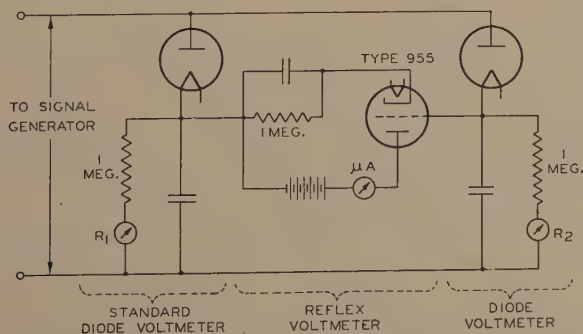 TYPE 955
TO SIGNAL
GENERATOR
1 MEG.
μA
1
MEG.
1
MEG.
R1
R2
STANDARD
DIODE VOLTMETER
REFLEX
VOLTMETER
DIODE
VOLTMETER